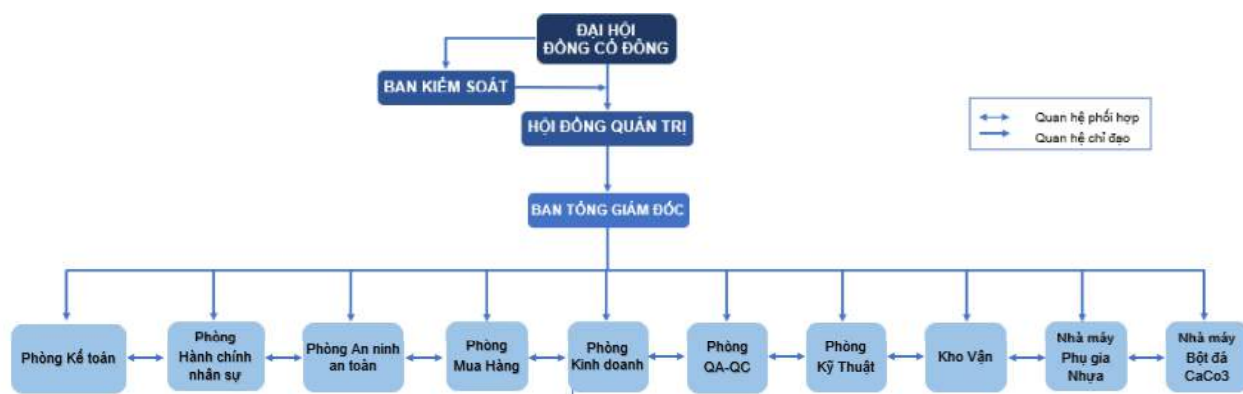 ĐẠI HỘI
ĐỒNG CỔ ĐÔNG
BAN KIỂM SOÁT
HỘI ĐỒNG QUẢN TRỊ
Quan hệ phối hợp
Quan hệ chỉ đạo
BAN TỔNG GIÁM ĐỐC
Phòng Kế toán
Phòng
Hành chính
nhân sự
Phòng An ninh
an toàn
Phòng
Mua Hàng
Phòng
Kinh doanh
Phòng
QA-QC
Phòng
Kỹ Thuật
Kho Vận
Nhà máy
Phụ gia
Nhựa
Nhà máy
Bột đá
CaCo3